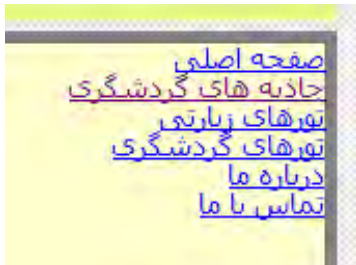 صفحه اصلی
جاذبه های گردشگری
تورهای زیارتی
تورهای گردشگری
درباره ما
تماس با ما